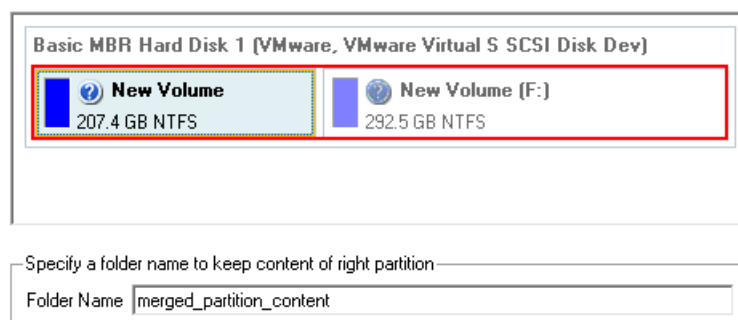 Basic MBR Hard Disk 1 (VMware, VMware Virtual S SCSI Disk Dev)
New Volume
207.4 GB NTFS
New Volume (F:)
292.5 GB NTFS
Specify a folder name to keep content of right partition
Folder Name merged_partition_content